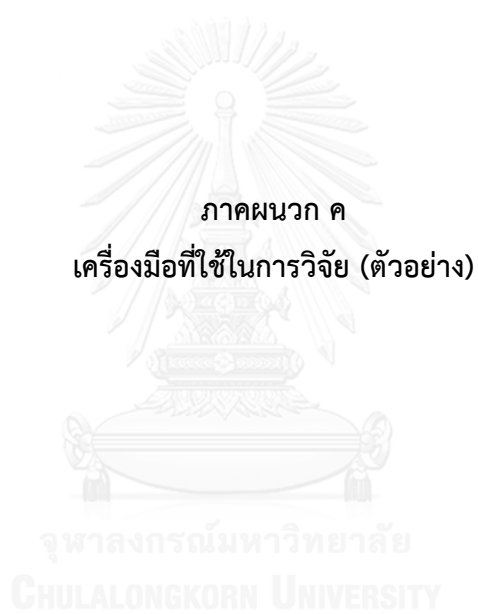 ภาคผนวก ค
เครื่องมือที่ใช้ในการวิจัย (ตัวอย่าง)
จุฬาลงกรณ์มหาวิทยาลัย
CHULALONGKORN UNIVERSITY